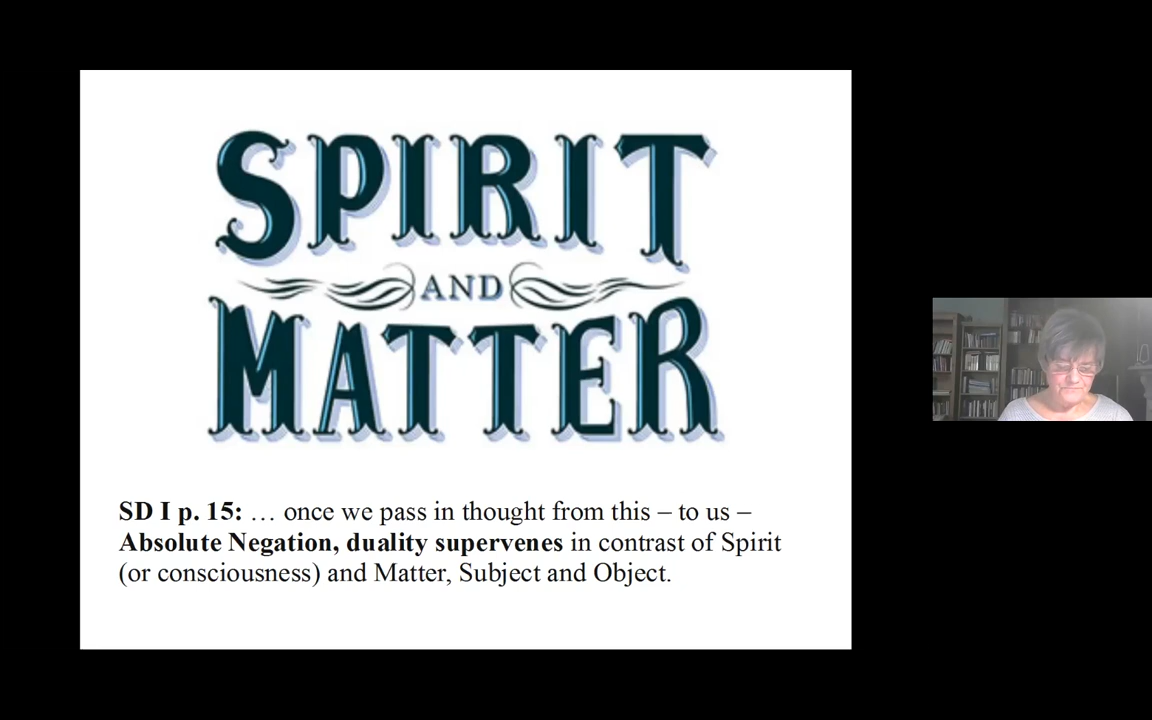 SPIRIT
AND
MATTER
SD I p. 15: … once we pass in thought from this – to us –
Absolute Negation, duality supervenes in contrast of Spirit
(or consciousness) and Matter, Subject and Object.